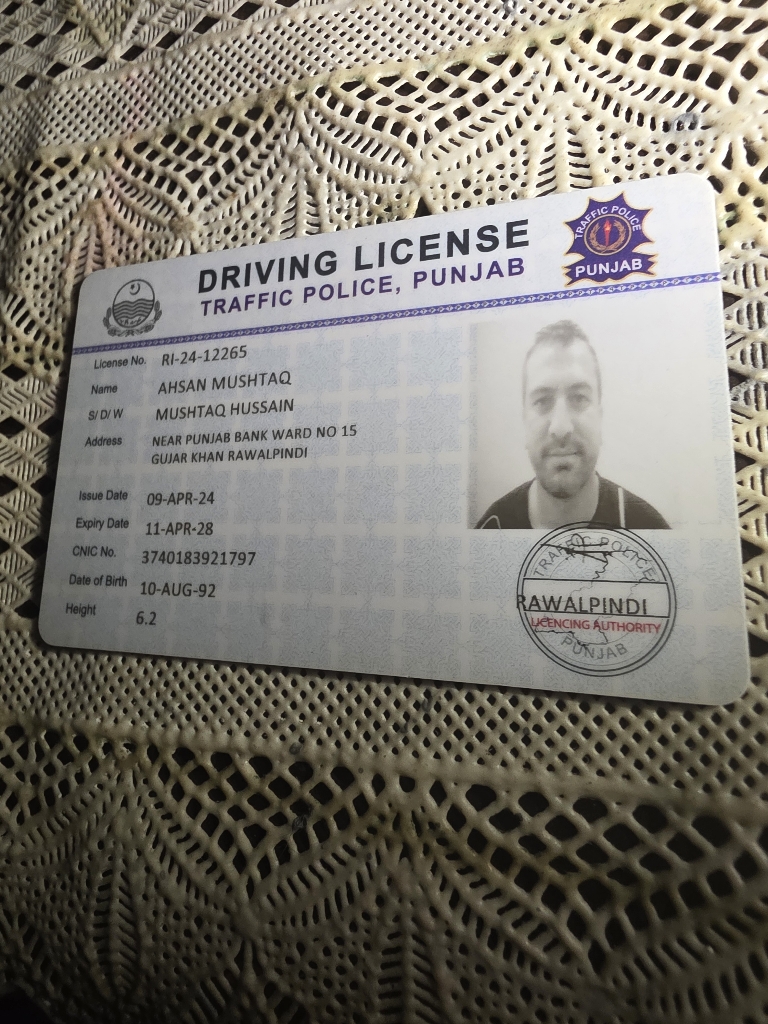 DRIVING LICENSE
TRAFFIC POLICE, PUNJAB
TRAFFIC POLICE
PUNJAB
License No. RI-24-12265
Name AHSAN MUSHTAQ
S/ D/ W MUSHTAQ HUSSAIN
Address NEAR PUNJAB BANK WARD NO 15
GUJAR KHAN RAWALPINDI
Issue Date 09-APR-24
Expiry Date 11-APR-28
CNIC No. 3740183921797
Date of Birth 10-AUG-92
Height 6.2
TRAFFIC POLICE
RAWALPINDI
LICENCING AUTHORITY
PUNJAB